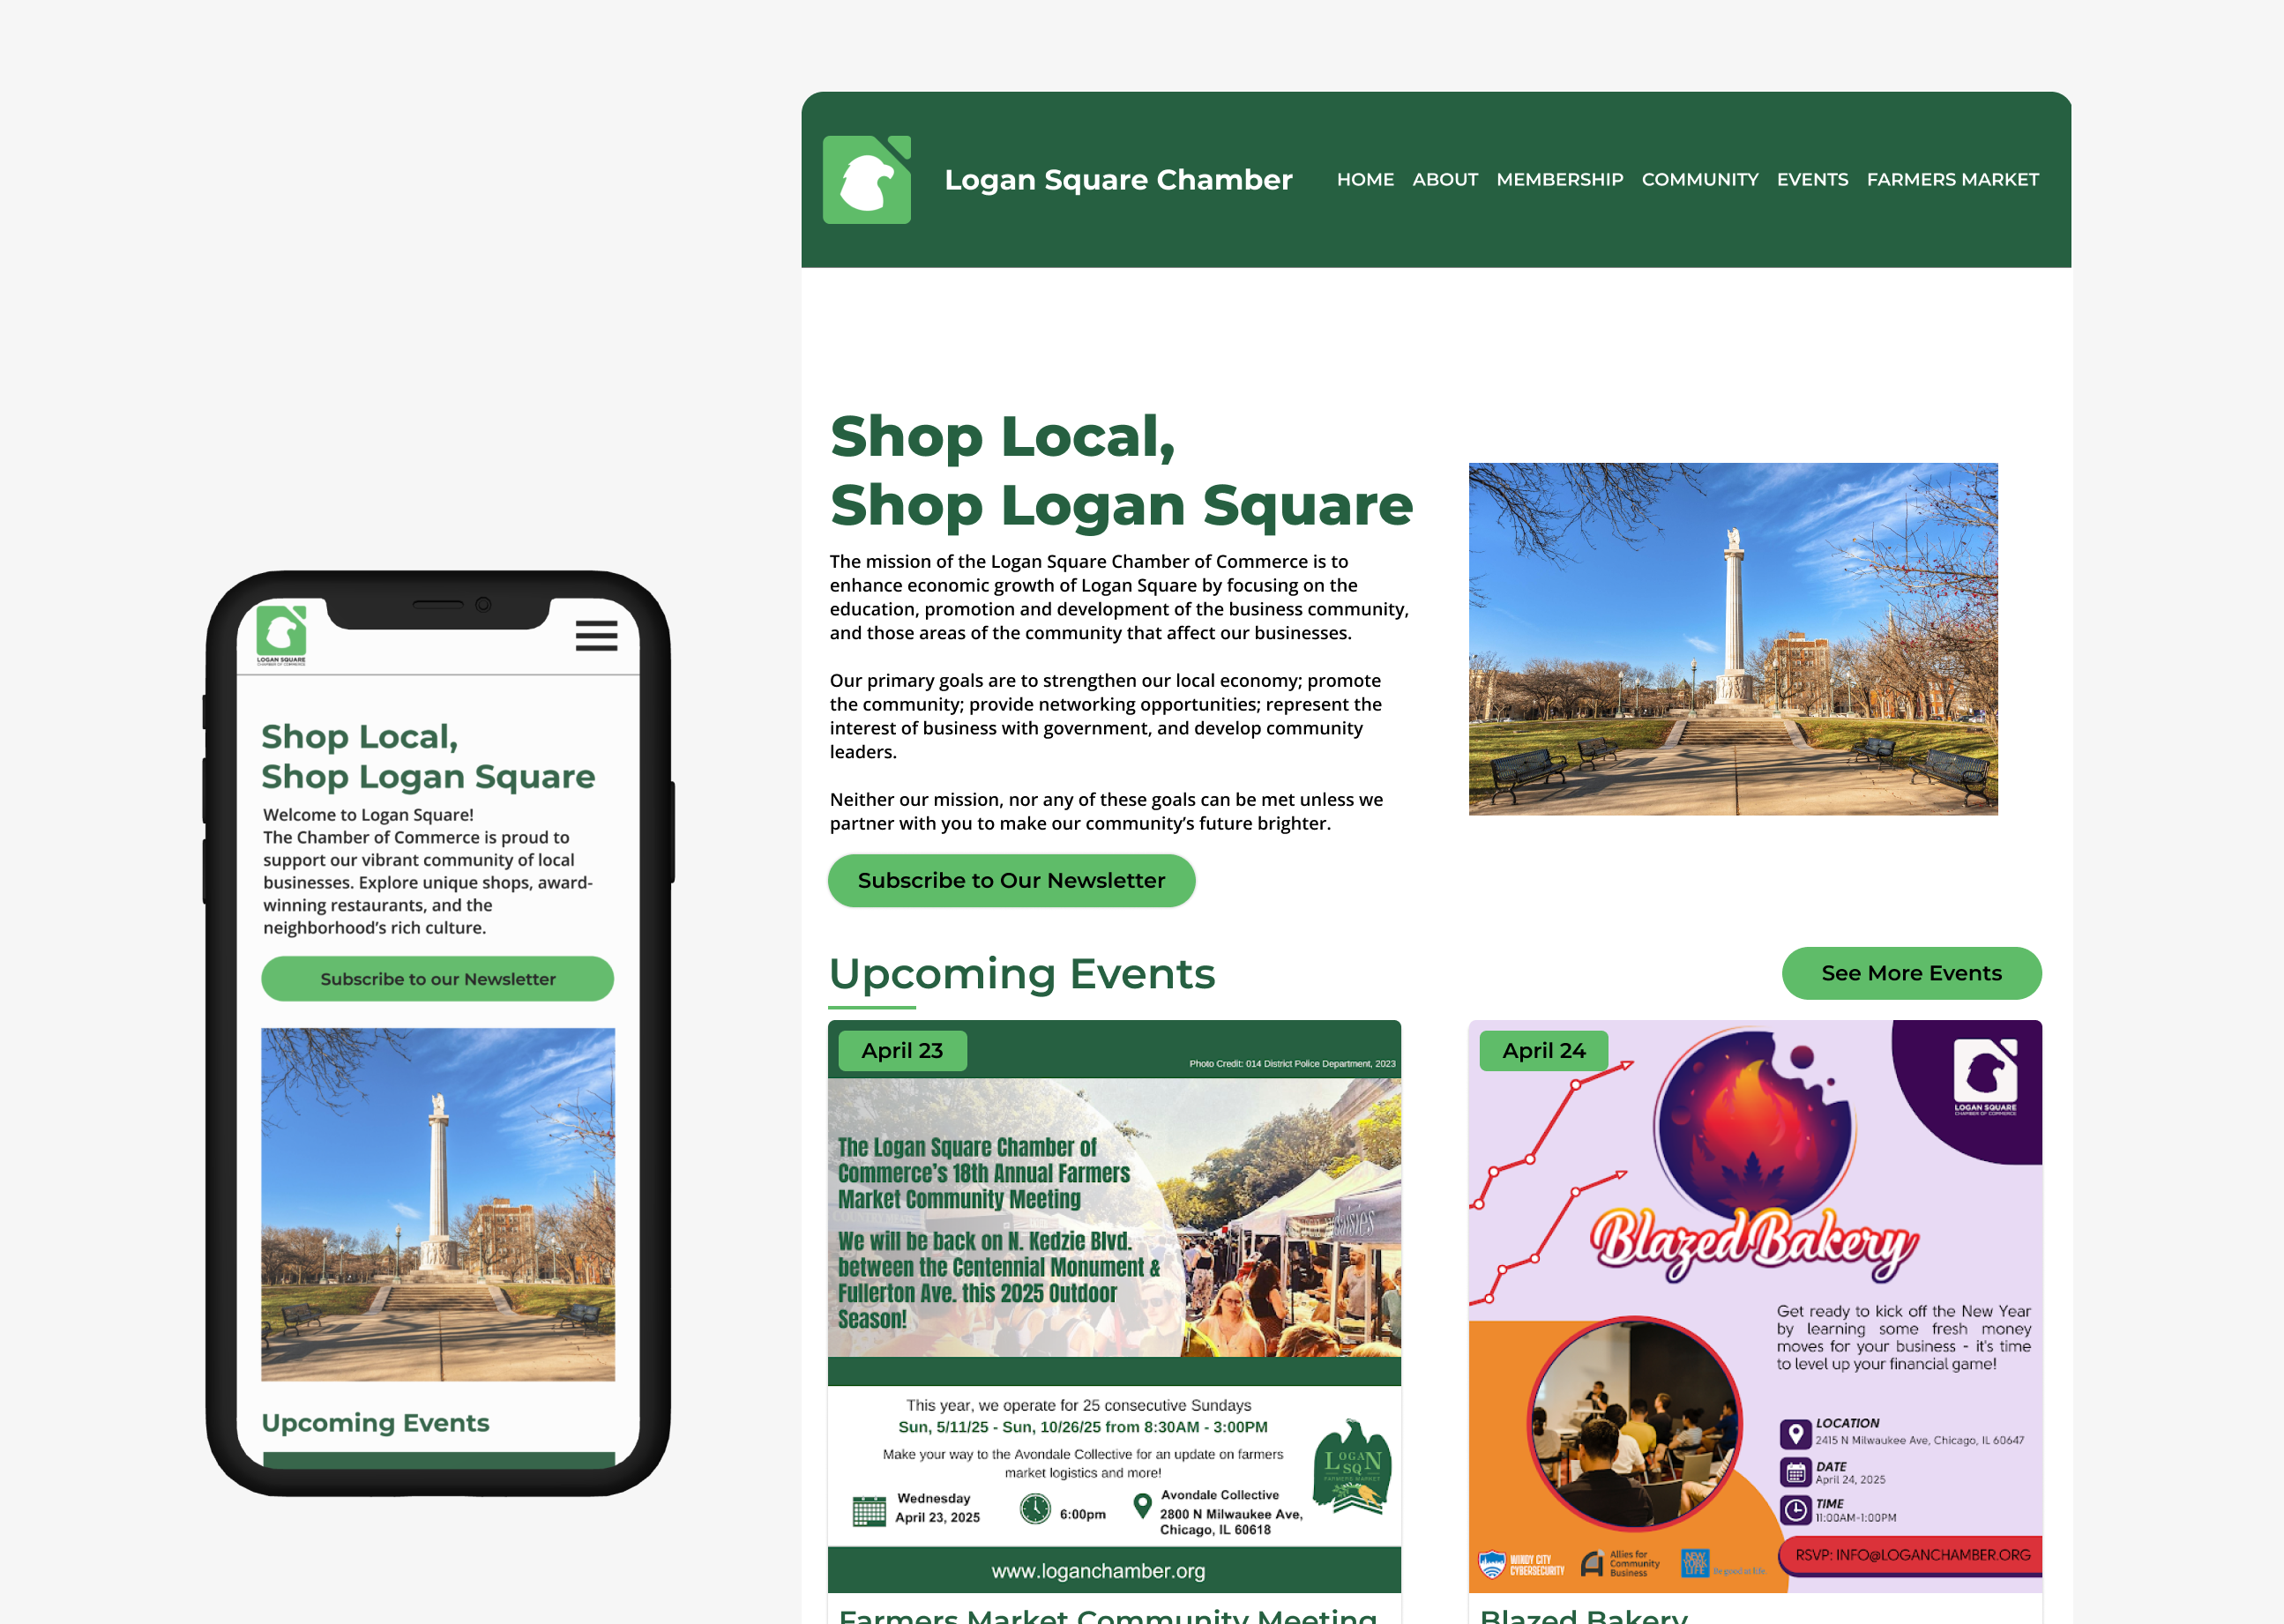 LOGAN SQUARE
CHAMBER OF COMMERCE
Shop Local,
Shop Logan Square
Welcome to Logan Square!
The Chamber of Commerce is proud to
support our vibrant community of local
businesses. Explore unique shops, award-
winning restaurants, and the
neighborhood’s rich culture.
Subscribe to our Newsletter
Upcoming Events
Logan Square Chamber
HOME ABOUT MEMBERSHIP COMMUNITY EVENTS FARMERS MARKET
Shop Local,
Shop Logan Square
The mission of the Logan Square Chamber of Commerce is to
enhance economic growth of Logan Square by focusing on the
education, promotion and development of the business community,
and those areas of the community that affect our businesses.
Our primary goals are to strengthen our local economy; promote
the community; provide networking opportunities; represent the
interest of business with government, and develop community
leaders.
Neither our mission, nor any of these goals can be met unless we
partner with you to make our community’s future brighter.
Subscribe to Our Newsletter
Upcoming Events
See More Events
April 23
Photo Credit: 014 District Police Department, 2023
The Logan Square Chamber of
Commerce’s 18th Annual Farmers
Market Community Meeting
We will be back on N. Kedzie Blvd.
between the Centennial Monument &
Fullerton Ave. this 2025 Outdoor
Season!
This year, we operate for 25 consecutive Sundays
Sun, 5/11/25 - Sun, 10/26/25 from 8:30AM - 3:00PM
Make your way to the Avondale Collective for an update on farmers
market logistics and more!
Wednesday
April 23, 2025
6:00pm
Avondale Collective
2800 N Milwaukee Ave,
Chicago, IL 60618
LOGAN
SQ
FARMERS MARKET
www.loganchamber.org
Farmers Market Community Meeting
April 24
LOGAN SQUARE
CHAMBER OF COMMERCE
Blazed Bakery
Get ready to kick off the New Year
by learning some fresh money
moves for your business - it's time
to level up your financial game!
LOCATION
2415 N Milwaukee Ave, Chicago, IL 60647
DATE
April 24, 2025
TIME
11:00AM-1:00PM
RSVP: INFO@LOGANCHAMBER.ORG
WINDY CITY
CYBERSECURITY
Allies for
Community
Business
NEW
YORK
LIFE
Be good at life.
Blazed Bakery